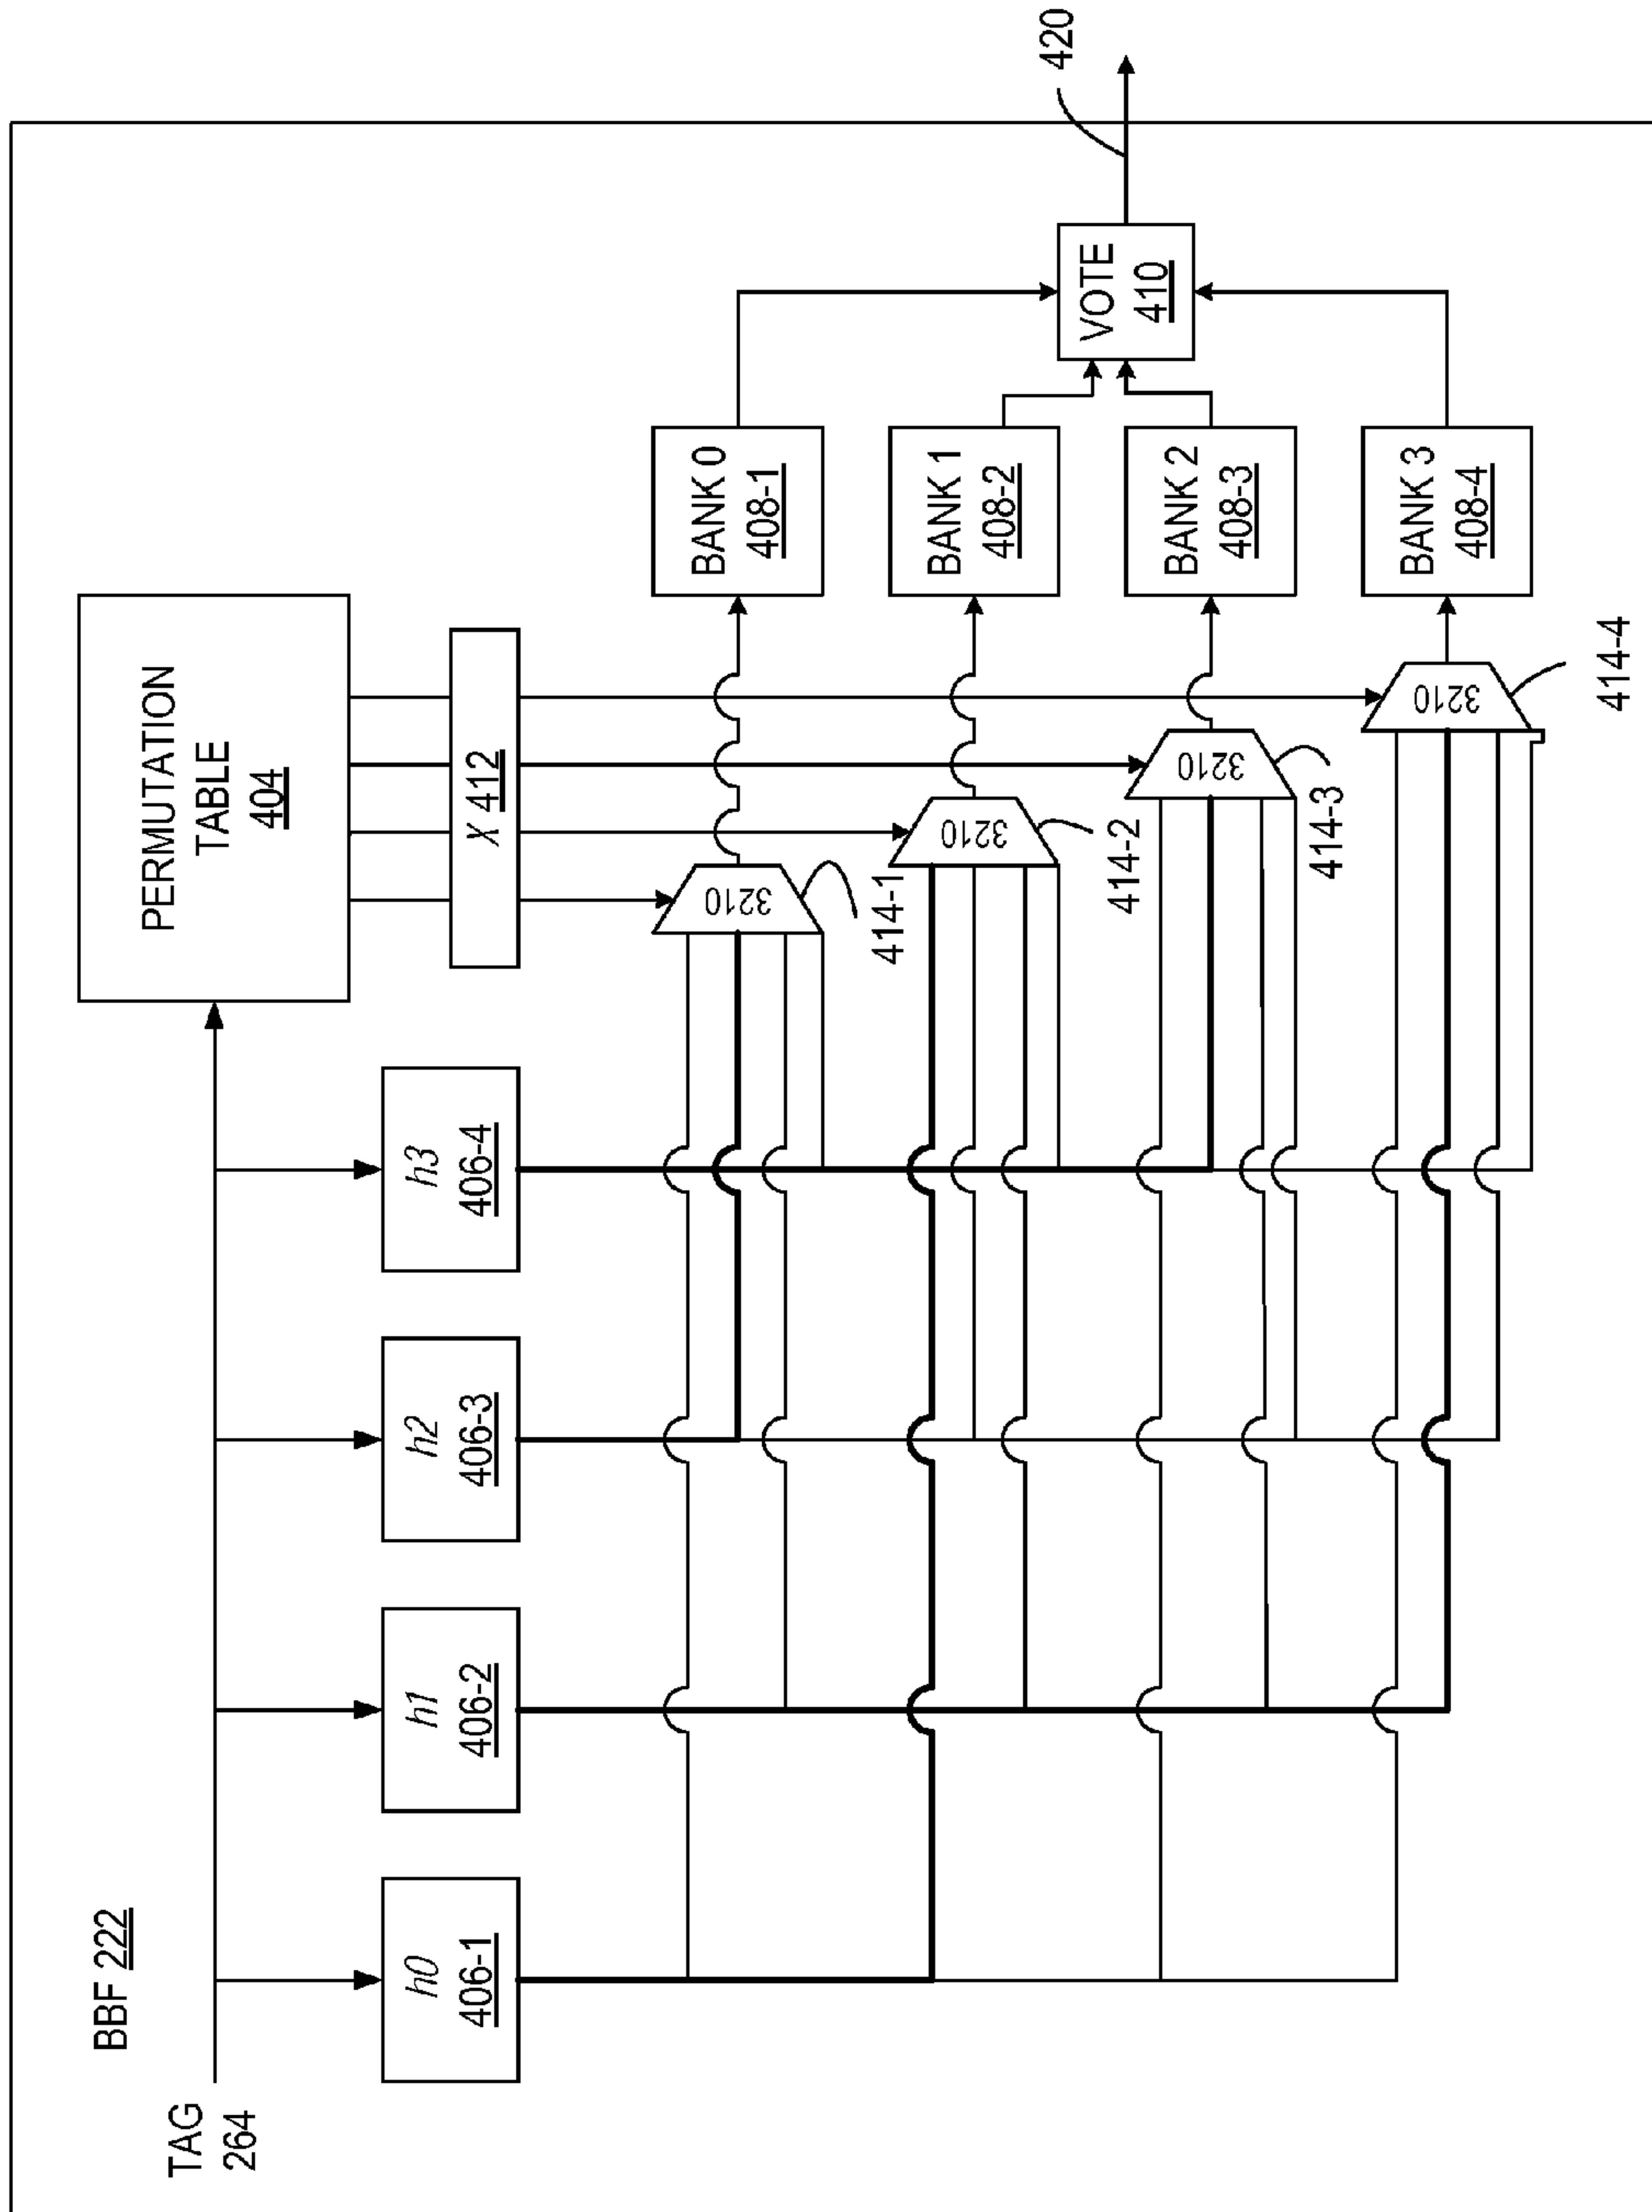 BBF 222
TAG
264
PERMUTATION
TABLE
404
h0
406-1
h1
406-2
h2
406-3
h3
406-4
X 412
3210
414-1
3210
414-2
3210
414-3
3210
414-4
BANK 0
408-1
BANK 1
408-2
BANK 2
408-3
BANK 3
408-4
VOTE
410
420